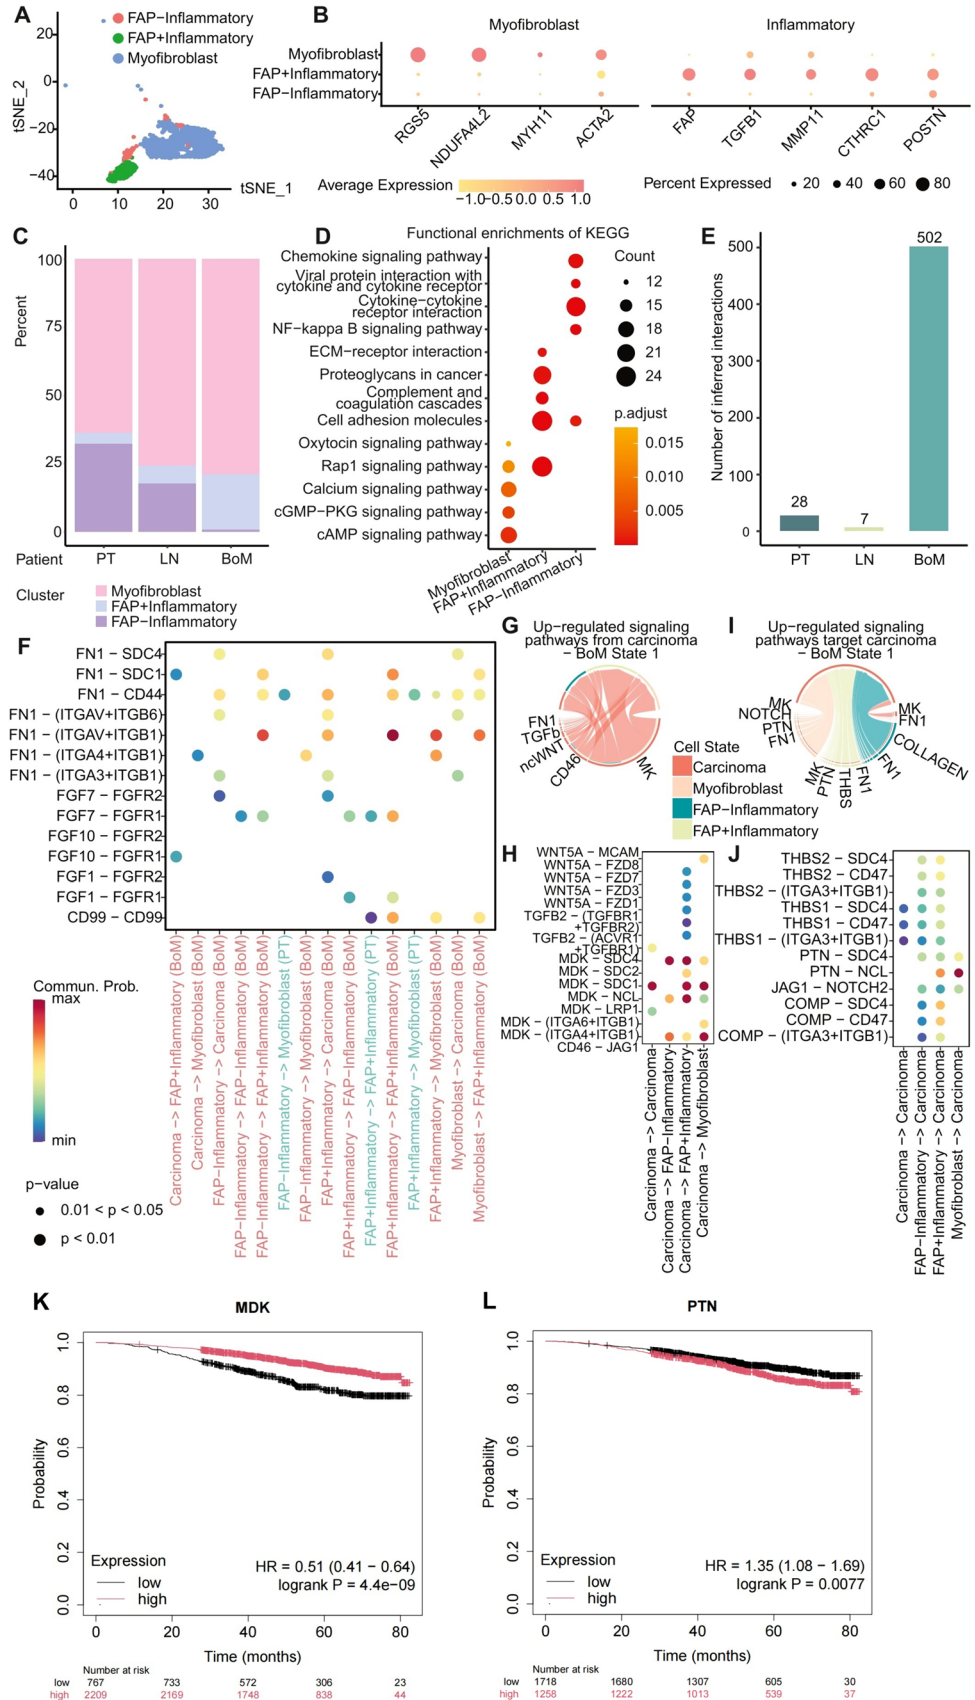 A
20
0
−20
−40
tSNE_2
0
10
20
30
tSNE_1
FAP−Inflammatory
FAP+Inflammatory
Myofibroblast
B
Myofibroblast
Inflammatory
Myofibroblast
FAP+Inflammatory
FAP−Inflammatory
RGS5
NDUFA4L2
MYH11
ACTA2
FAP
TGFB1
MMP11
CTHRC1
POSTN
Average Expression
−1.0−0.5 0.0 0.5 1.0
Percent Expressed
20
40
60
80
C
Percent
100
75
50
25
0
Patient
PT
LN
BoM
Cluster
Myofibroblast
FAP+Inflammatory
FAP−Inflammatory
D
Functional enrichments of KEGG
Chemokine signaling pathway
Viral protein interaction with
cytokine and cytokine receptor
Cytokine−cytokine
receptor interaction
NF−kappa B signaling pathway
ECM−receptor interaction
Proteoglycans in cancer
Complement and
coagulation cascades
Cell adhesion molecules
Oxytocin signaling pathway
Rap1 signaling pathway
Calcium signaling pathway
cGMP−PKG signaling pathway
cAMP signaling pathway
Myofibroblast
FAP+Inflammatory
FAP−Inflammatory
Count
12
15
18
21
24
p.adjust
0.015
0.010
0.005
E
Number of inferred interactions
500
400
300
200
100
0
28
7
502
PT
LN
BoM
F
FN1 − SDC4
FN1 − SDC1
FN1 − CD44
FN1 − (ITGAV+ITGB6)
FN1 − (ITGAV+ITGB1)
FN1 − (ITGA4+ITGB1)
FN1 − (ITGA3+ITGB1)
FGF7 − FGFR2
FGF7 − FGFR1
FGF10 − FGFR2
FGF10 − FGFR1
FGF1 − FGFR2
FGF1 − FGFR1
CD99 − CD99
Carcinoma −> FAP+Inflammatory (BoM)
Carcinoma −> Myofibroblast (BoM)
FAP−Inflammatory −> Carcinoma (BoM)
FAP−Inflammatory −> FAP−Inflammatory (BoM)
FAP−Inflammatory −> FAP+Inflammatory (BoM)
FAP−Inflammatory −> Myofibroblast (PT)
FAP−Inflammatory −> Myofibroblast (BoM)
FAP+Inflammatory −> Carcinoma (BoM)
FAP+Inflammatory −> FAP−Inflammatory (BoM)
FAP+Inflammatory −> FAP+Inflammatory (PT)
FAP+Inflammatory −> FAP+Inflammatory (BoM)
FAP+Inflammatory −> Myofibroblast (PT)
FAP+Inflammatory −> Myofibroblast (BoM)
Myofibroblast −> Carcinoma (BoM)
Myofibroblast −> FAP+Inflammatory (BoM)
Commun. Prob.
max
min
p−value
0.01 < p < 0.05
p < 0.01
G
Up−regulated signaling
pathways from carcinoma
− BoM State 1
FN1
TGFb
ncWNT
CD46
MK
I
Up−regulated signaling
pathways target carcinoma
− BoM State 1
MK
NOTCH
PTN
FN1
MK
PTN
THBS
FN1
FN1
COLLAGEN
MK
FN1
Cell State
Carcinoma
Myofibroblast
FAP−Inflammatory
FAP+Inflammatory
H
WNT5A − MCAM
WNT5A − FZD8
WNT5A − FZD7
WNT5A − FZD3
WNT5A − FZD1
TGFB2 − (TGFBR1
+TGFBR2)
TGFB2 − (ACVR1
+TGFBR1)
MDK − SDC4
MDK − SDC2
MDK − SDC1
MDK − NCL
MDK − LRP1
MDK − (ITGA6+ITGB1)
MDK − (ITGA4+ITGB1)
CD46 − JAG1
Carcinoma −> Carcinoma
Carcinoma −> FAP−Inflammatory
Carcinoma −> FAP+Inflammatory
Carcinoma −> Myofibroblast
J
THBS2 − SDC4
THBS2 − CD47
THBS2 − (ITGA3+ITGB1)
THBS1 − SDC4
THBS1 − CD47
THBS1 − (ITGA3+ITGB1)
PTN − SDC4
PTN − NCL
JAG1 − NOTCH2
COMP − SDC4
COMP − CD47
COMP − (ITGA3+ITGB1)
Carcinoma −> Carcinoma
FAP−Inflammatory −> Carcinoma
FAP+Inflammatory −> Carcinoma
Myofibroblast −> Carcinoma
K
MDK
Probability
1.0
0.8
0.6
0.4
0.2
0.0
Expression
low
high
HR = 0.51 (0.41 − 0.64)
logrank P = 4.4e−09
0
20
40
60
80
Time (months)
Number at risk
low 767 733 572 306 23
high 2209 2169 1748 838 44
L
PTN
Probability
1.0
0.8
0.6
0.4
0.2
0.0
Expression
low
high
HR = 1.35 (1.08 − 1.69)
logrank P = 0.0077
0
20
40
60
80
Time (months)
Number at risk
low 1718 1680 1307 605 30
high 1258 1222 1013 539 37